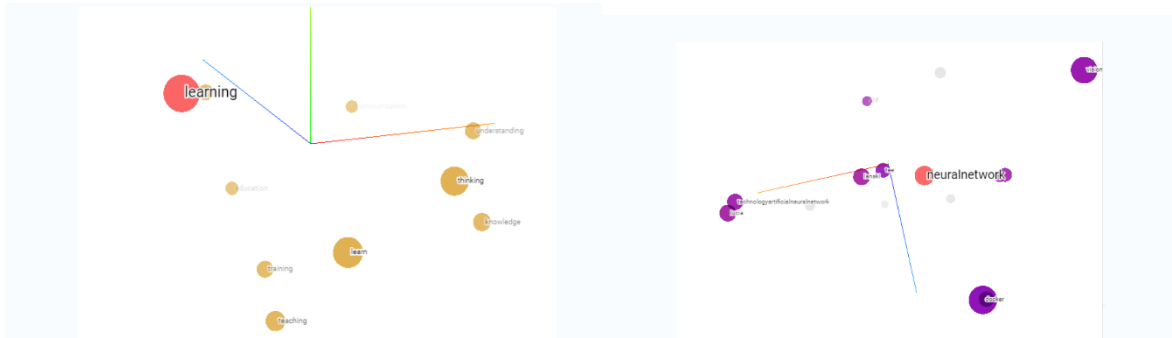 learning
understanding
thinking
education
knowledge
learn
training
teaching
vision
neuralnetwork
technologyartificialneuralnetwork
docker